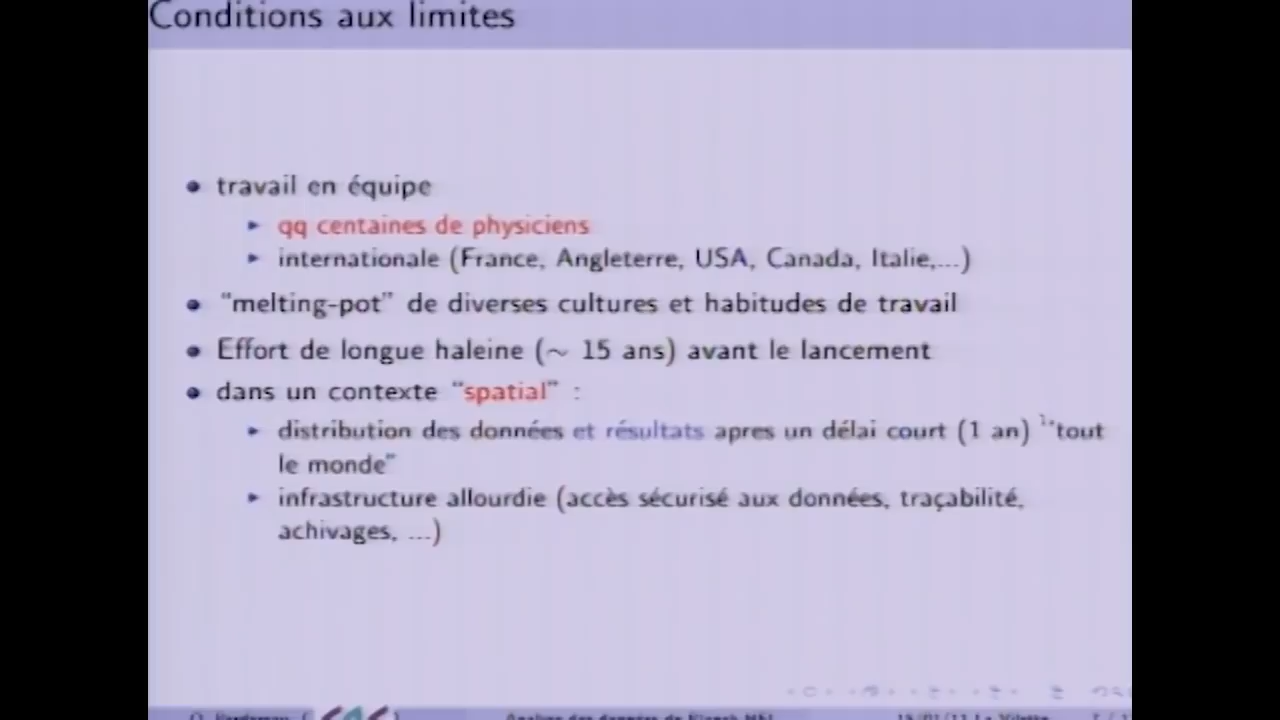 Conditions aux limites
travail en équipe
qq centaines de physiciens
internationale (France, Angleterre, USA, Canada, Italie,...)
"melting-pot" de diverses cultures et habitudes de travail
Effort de longue haleine (~ 15 ans) avant le lancement
dans un contexte "spatial" :
distribution des données et résultats apres un délai court (1 an) "tout
le monde"
infrastructure allourdie (accès sécurisé aux données, traçabilité,
achivages, ...)